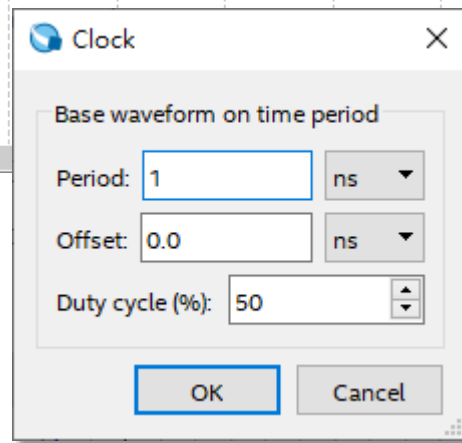 Clock
Base waveform on time period
Period: 1 ns
Offset: 0.0 ns
Duty cycle (%): 50
OK Cancel